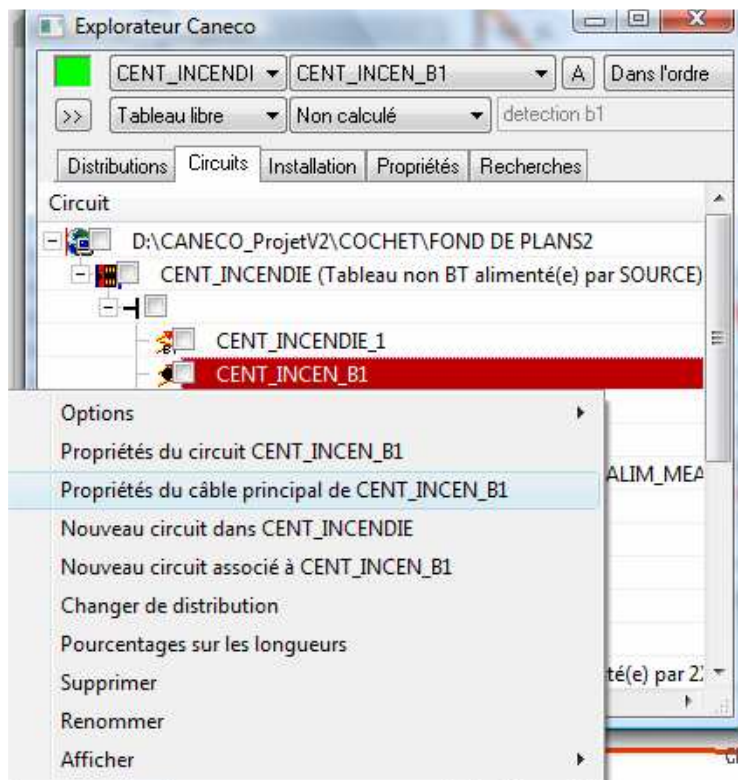 Explorateur Caneco
CENT_INCENDI CENT_INCEN_B1 A Dans l'ordre
>> Tableau libre Non calculé detection b1
Distributions Circuits Installation Propriétés Recherches
Circuit
D:\CANECO_ProjetV2\COCHET\FOND DE PLANS2
CENT_INCENDIE (Tableau non BT alimenté(e) par SOURCE)
CENT_INCENDIE_1
CENT_INCEN_B1
Options
Propriétés du circuit CENT_INCEN_B1
ALIM_MEA
Propriétés du câble principal de CENT_INCEN_B1
Nouveau circuit dans CENT_INCENDIE
Nouveau circuit associé à CENT_INCEN_B1
Changer de distribution
Pourcentages sur les longueurs
Supprimer
té(e) par 2
Renommer
Afficher